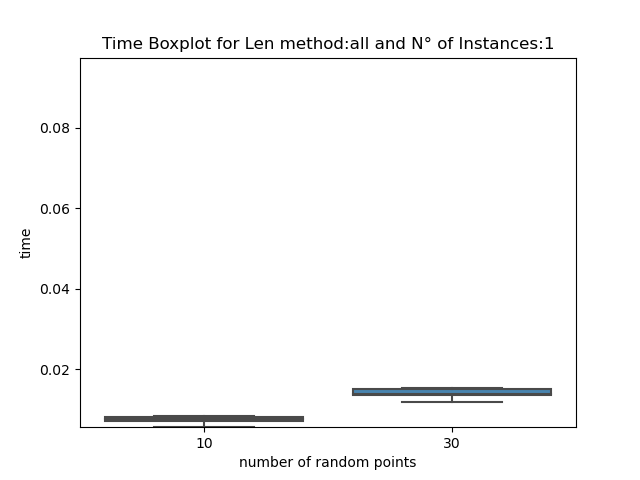 Time Boxplot for Len method:all and N° of Instances:1
0.08
0.06
0.04
0.02
time
10
30
number of random points